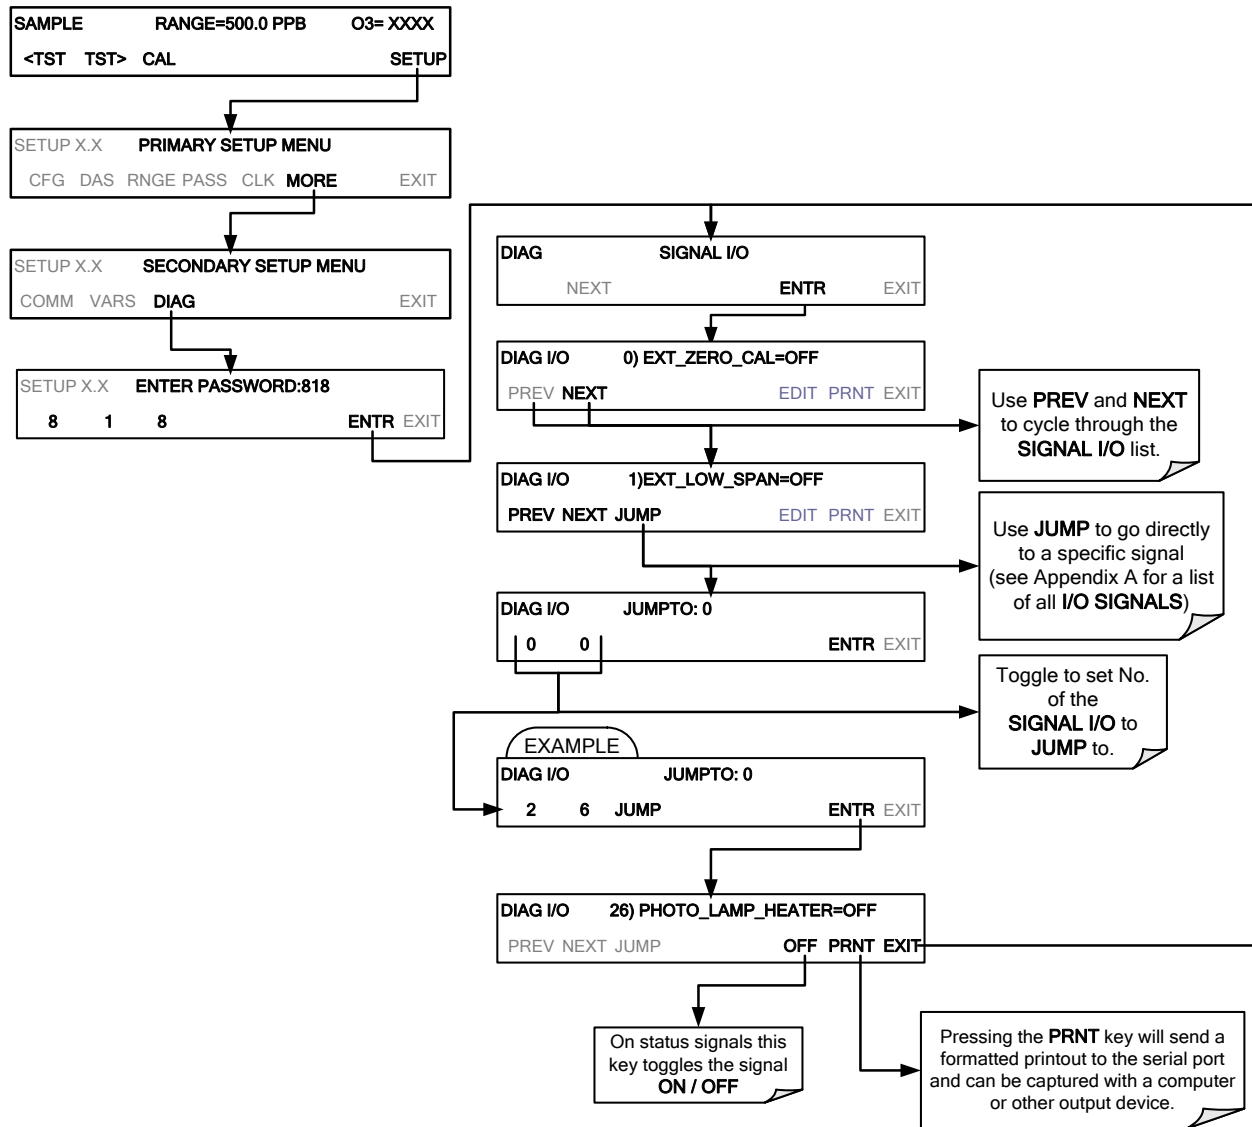 SAMPLE RANGE=500.0 PPB O3= XXXX
<TST TST> CAL SETUP
SETUP X.X PRIMARY SETUP MENU
CFG DAS RNGE PASS CLK MORE EXIT
SETUP X.X SECONDARY SETUP MENU
COMM VARS DIAG EXIT
SETUP X.X ENTER PASSWORD:818
8 1 8 ENTR EXIT
DIAG SIGNAL I/O
NEXT ENTR EXIT
DIAG I/O 0) EXT_ZERO_CAL=OFF
PREV NEXT EDIT PRNT EXIT
Use PREV and NEXT
to cycle through the
SIGNAL I/O list.
DIAG I/O 1)EXT_LOW_SPAN=OFF
PREV NEXT JUMP EDIT PRNT EXIT
Use JUMP to go directly
to a specific signal
(see Appendix A for a list
of all I/O SIGNALS)
DIAG I/O JUMPTO: 0
0 0 ENTR EXIT
Toggle to set No.
of the
SIGNAL I/O to
JUMP to.
EXAMPLE
DIAG I/O JUMPTO: 0
2 6 JUMP ENTR EXIT
DIAG I/O 26) PHOTO_LAMP_HEATER=OFF
PREV NEXT JUMP OFF PRNT EXIT
On status signals this
key toggles the signal
ON / OFF
Pressing the PRNT key will send a
formatted printout to the serial port
and can be captured with a computer
or other output device.